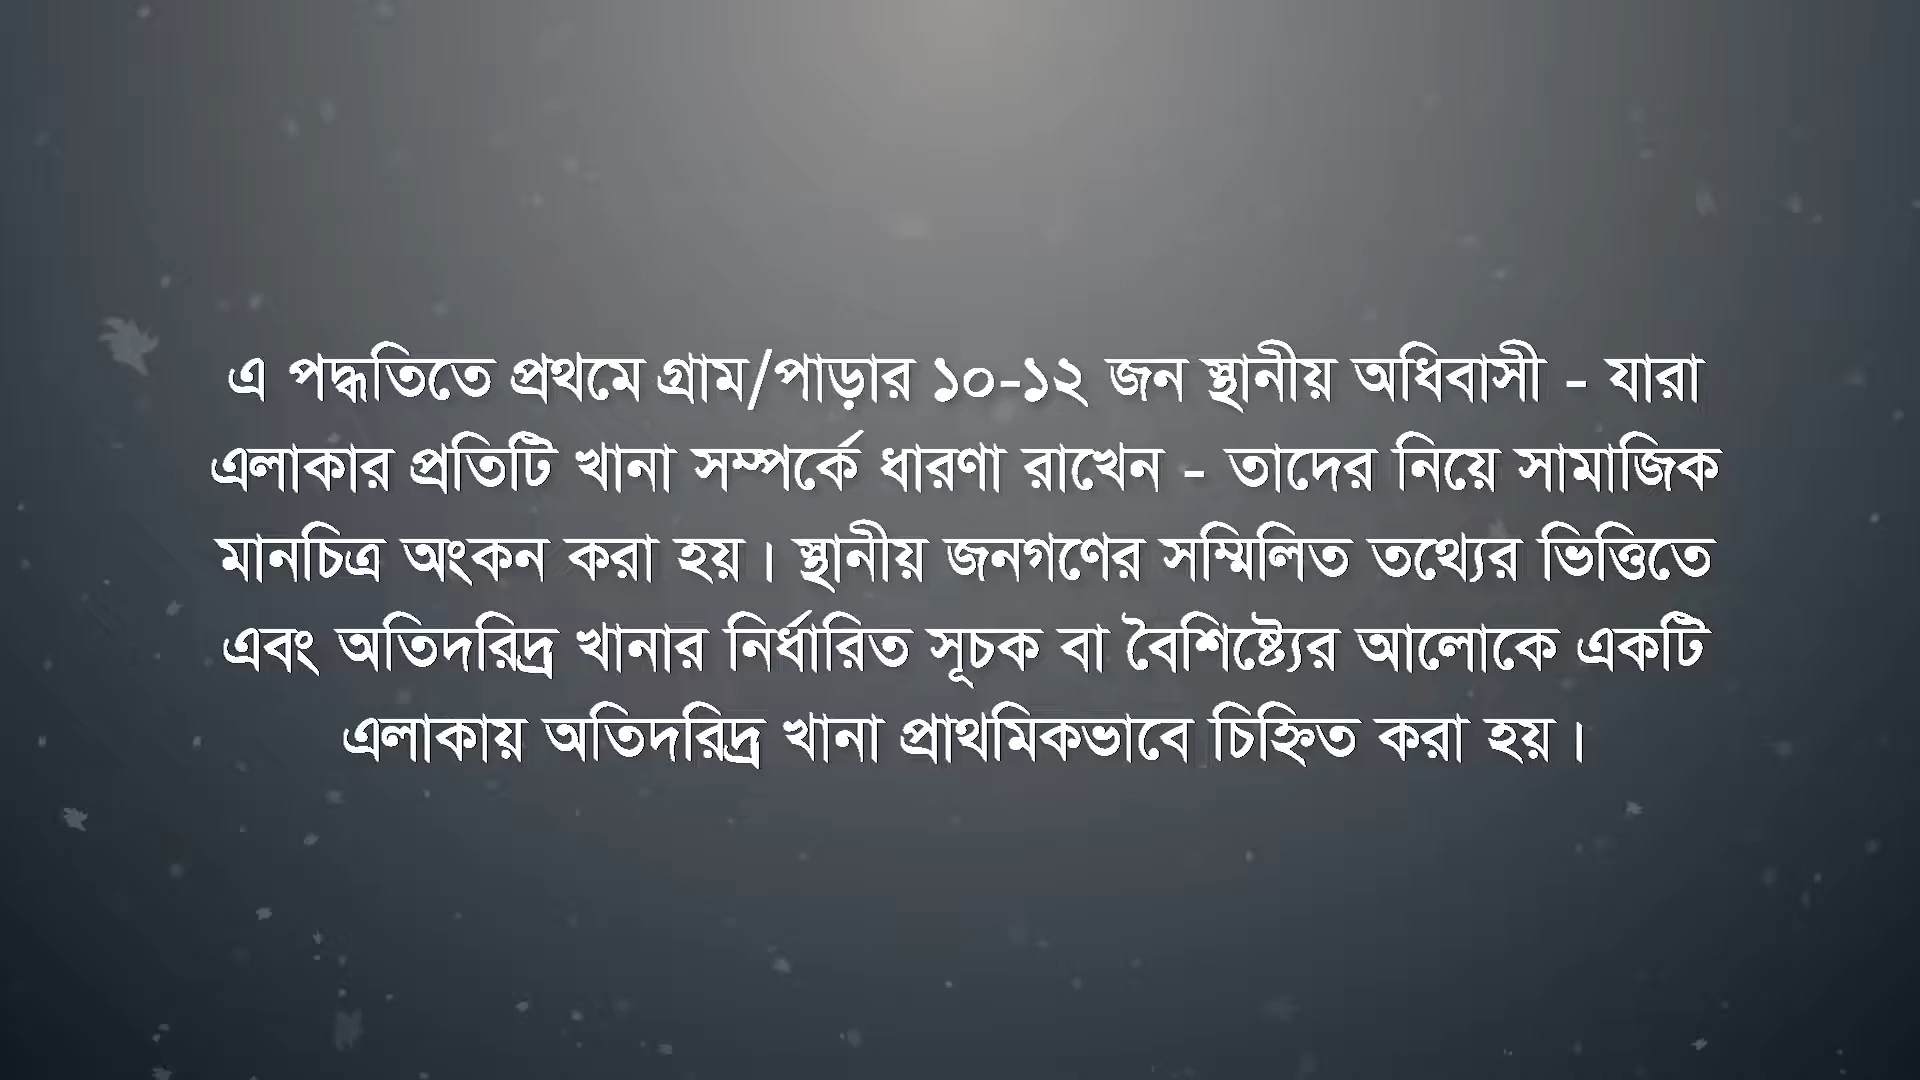 এ পদ্ধতিতে প্রথমে গ্রাম/পাড়ার ১০-১২ জন স্থানীয় অধিবাসী - যারা
এলাকার প্রতিটি খানা সম্পর্কে ধারণা রাখেন - তাদের নিয়ে সামাজিক
মানচিত্র অংকন করা হয়। স্থানীয় জনগণের সম্মিলিত তথ্যের ভিত্তিতে
এবং অতিদরিদ্র খানার নির্ধারিত সূচক বা বৈশিষ্ট্যের আলোকে একটি
এলাকায় অতিদরিদ্র খানা প্রাথমিকভাবে চিহ্নিত করা হয়।